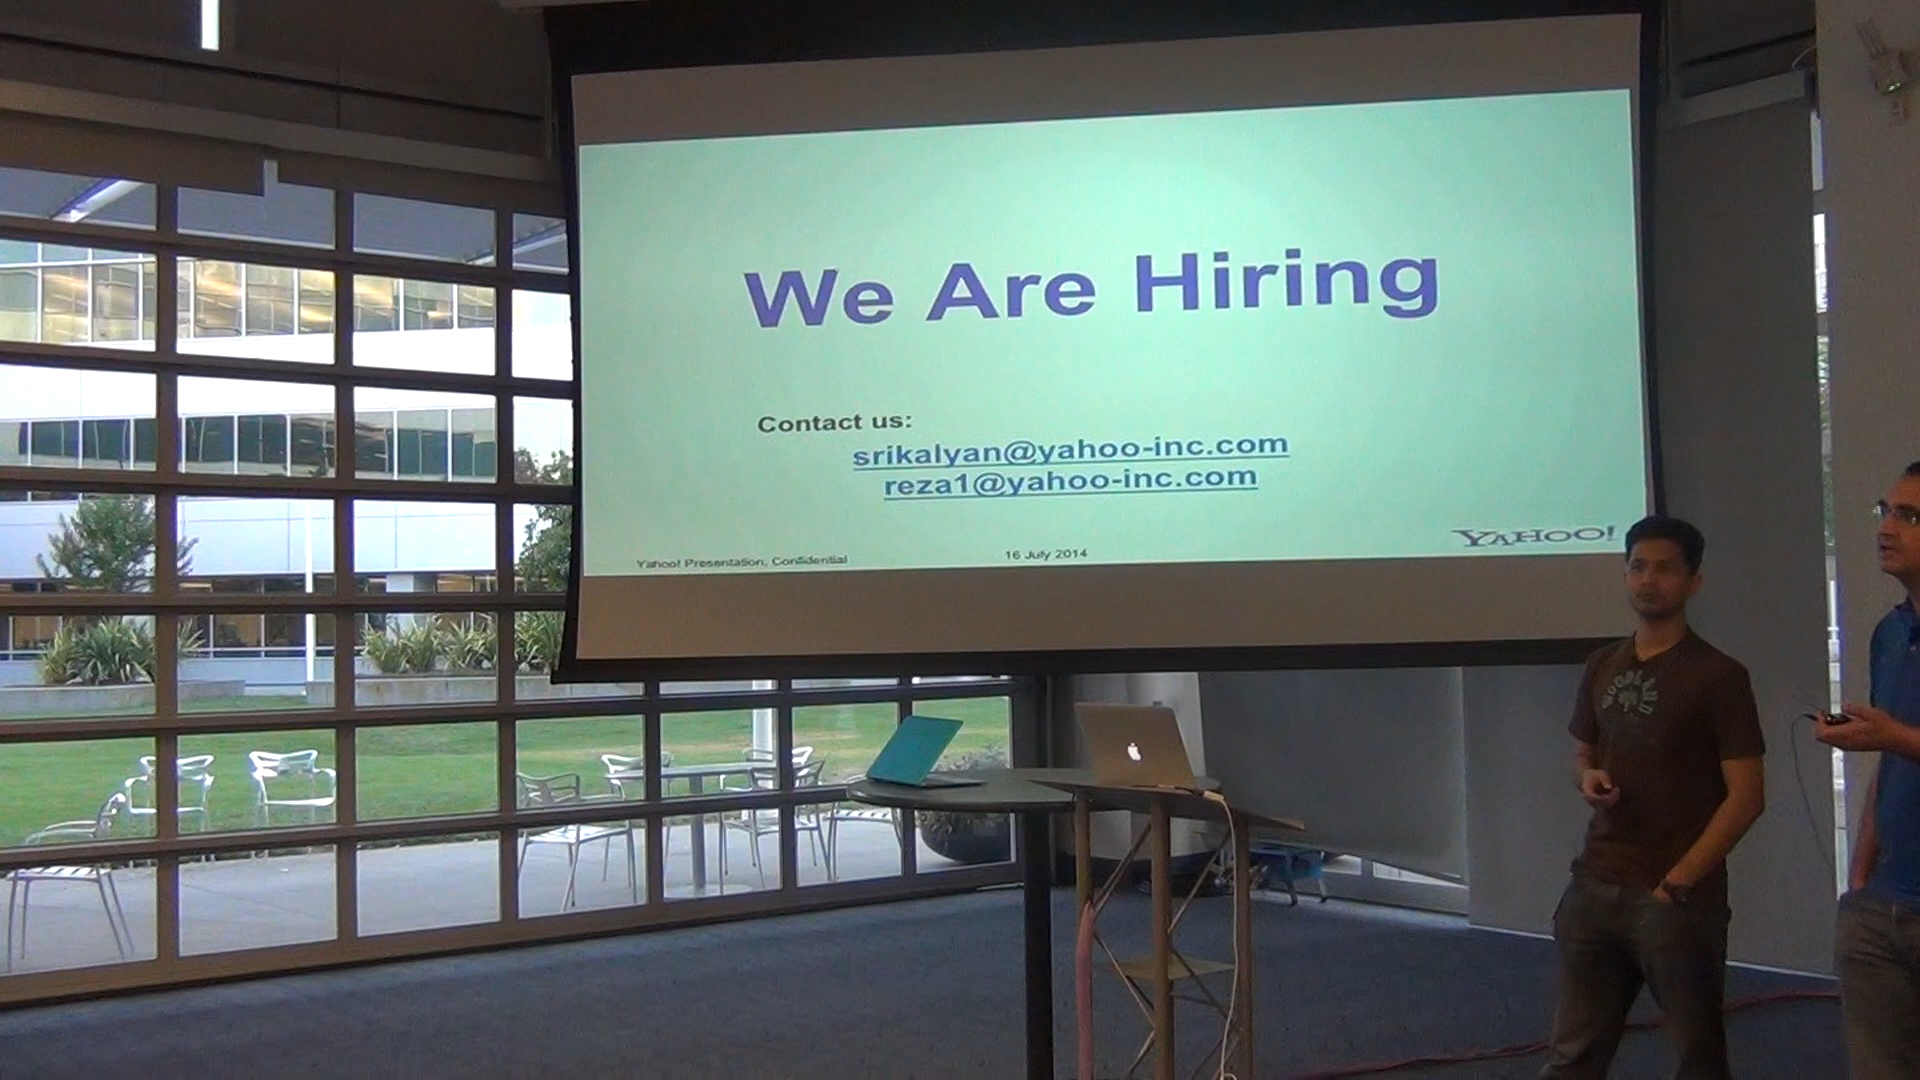 We Are Hiring
Contact us:
srikalyan@yahoo-inc.com
reza1@yahoo-inc.com
YAHOO!
Yahoo! Presentation, Confidential
16 July 2014